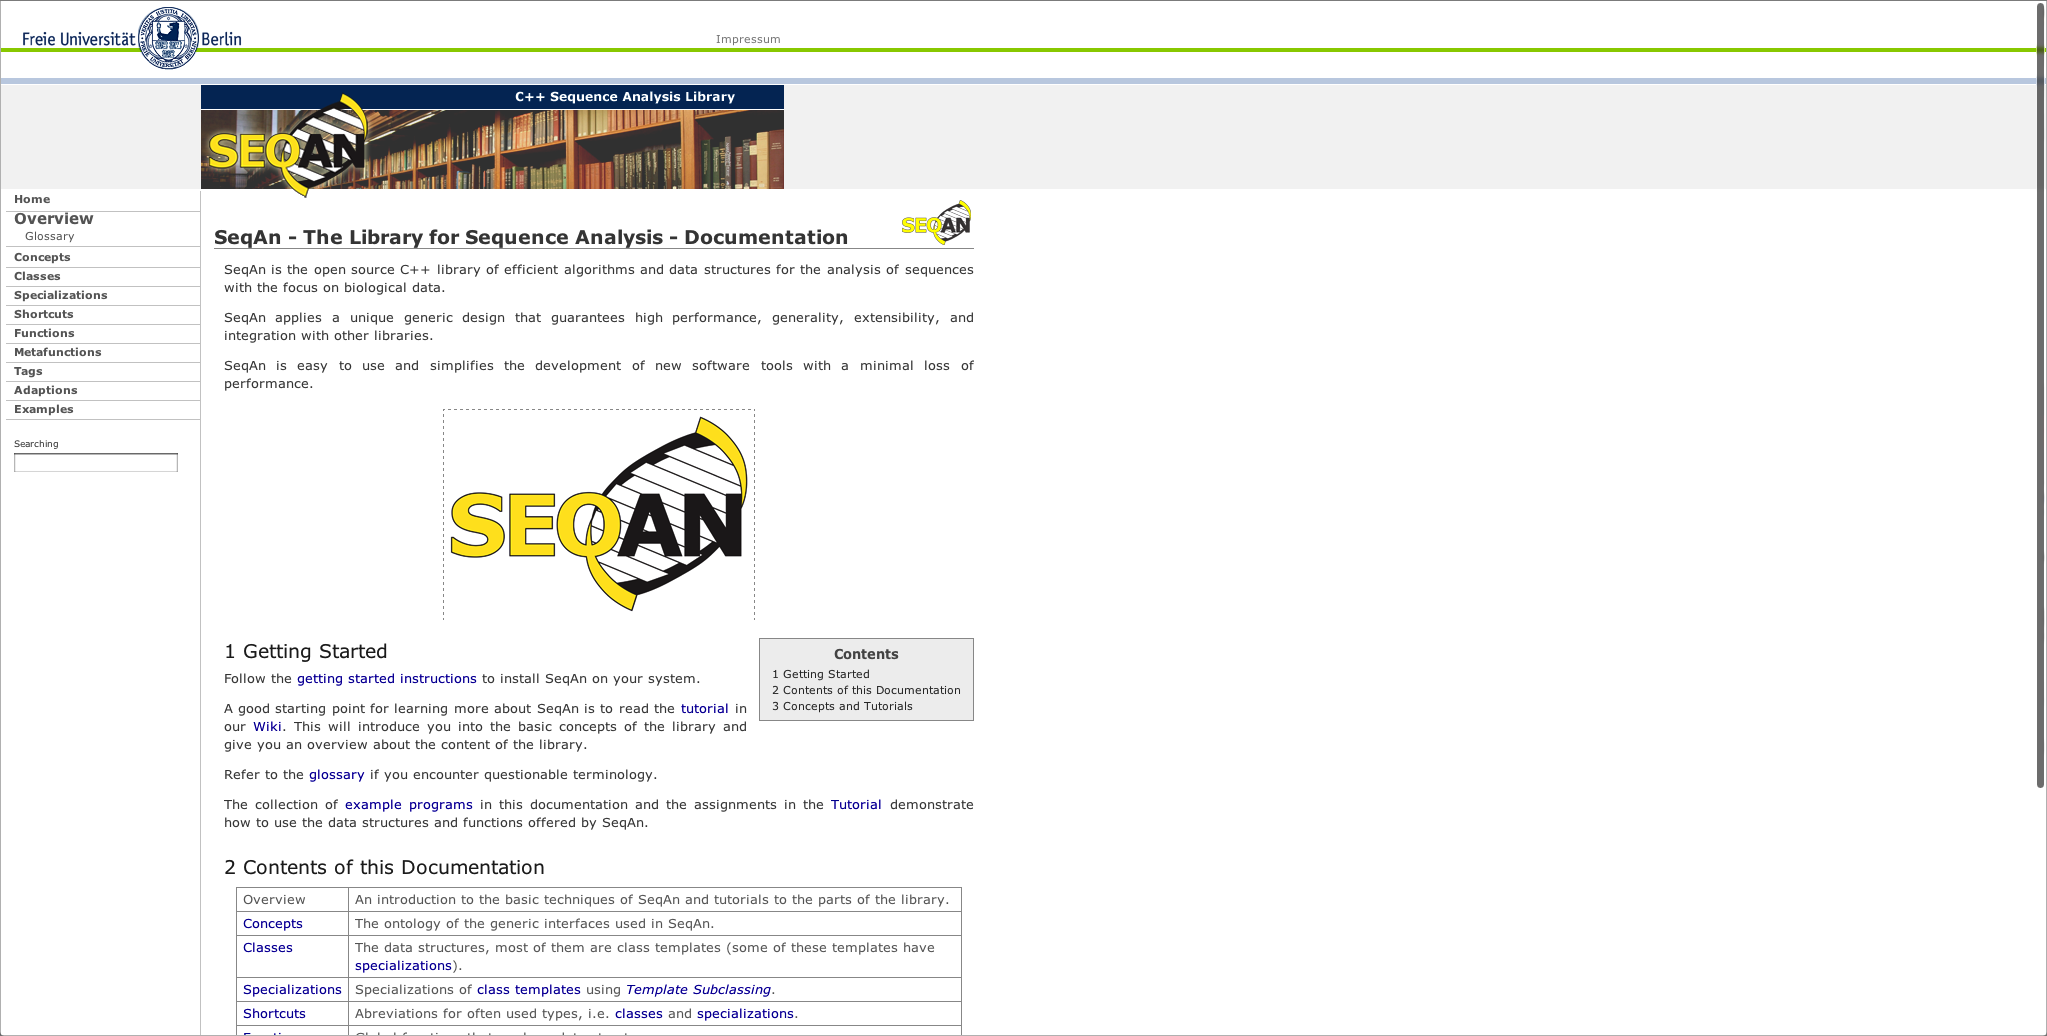 Freie Universität Berlin
Impressum
C++ Sequence Analysis Library
SEQAN
Home
Overview
Glossary
Concepts
Classes
Specializations
Shortcuts
Functions
Metafunctions
Tags
Adaptions
Examples
Searching
SeqAn - The Library for Sequence Analysis - Documentation
SEQAN
SeqAn is the open source C++ library of efficient algorithms and data structures for the analysis of sequences
with the focus on biological data.
SeqAn applies a unique generic design that guarantees high performance, generality, extensibility, and
integration with other libraries.
SeqAn is easy to use and simplifies the development of new software tools with a minimal loss of
performance.
SEQAN
1 Getting Started
Follow the getting started instructions to install SeqAn on your system.
A good starting point for learning more about SeqAn is to read the tutorial in
our Wiki. This will introduce you into the basic concepts of the library and
give you an overview about the content of the library.
Contents
1 Getting Started
2 Contents of this Documentation
3 Concepts and Tutorials
Refer to the glossary if you encounter questionable terminology.
The collection of example programs in this documentation and the assignments in the Tutorial demonstrate
how to use the data structures and functions offered by SeqAn.
2 Contents of this Documentation
Overview An introduction to the basic techniques of SeqAn and tutorials to the parts of the library.
Concepts The ontology of the generic interfaces used in SeqAn.
Classes The data structures, most of them are class templates (some of these templates have
specializations).
Specializations Specializations of class templates using Template Subclassing.
Shortcuts Abreviations for often used types, i.e. classes and specializations.